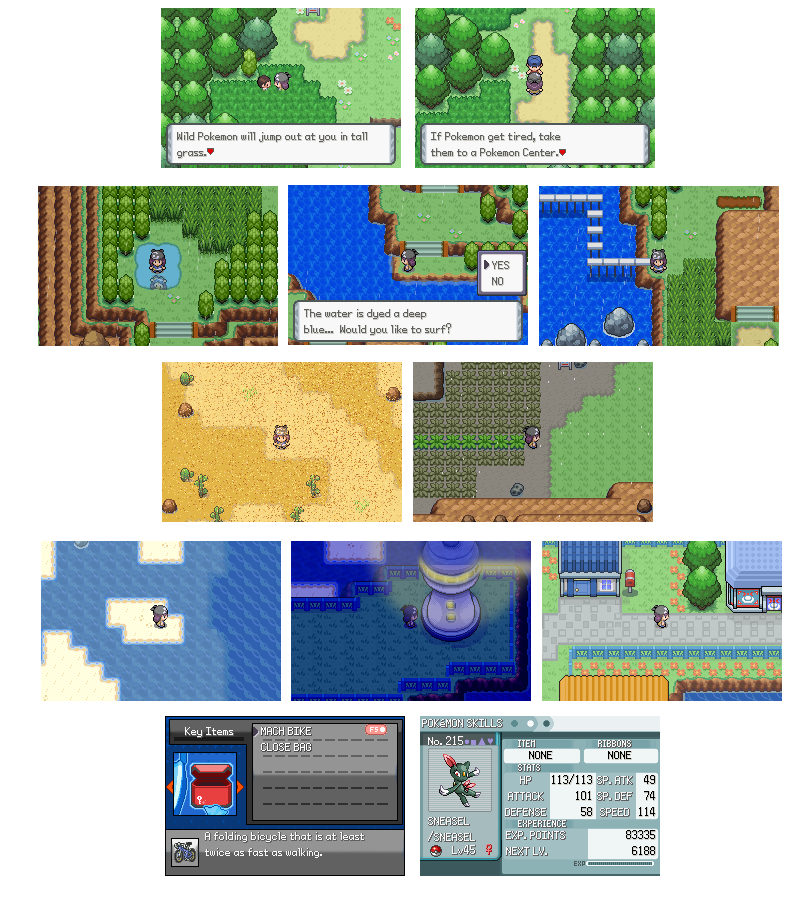 Wild Pokemon will jump out at you in tall
grass.♥
If Pokemon get tired, take
them to a Pokemon Center.♥
YES
NO
The water is dyed a deep
blue... Would you like to surf?
Key Items
MACH BIKE
CLOSE BAG
A folding bicycle that is at least
twice as fast as walking.
POKéMON SKILLS
No. 215
ITEM RIBBONS
NONE NONE
STATS
HP 113/113 SP. ATK 49
ATTACK 101 SP. DEF 74
DEFENSE 58 SPEED 114
SNEASEL
/SNEASEL
Lv45 ♀
EXPERIENCE
EXP. POINTS 83335
NEXT LV. 6188
EXP